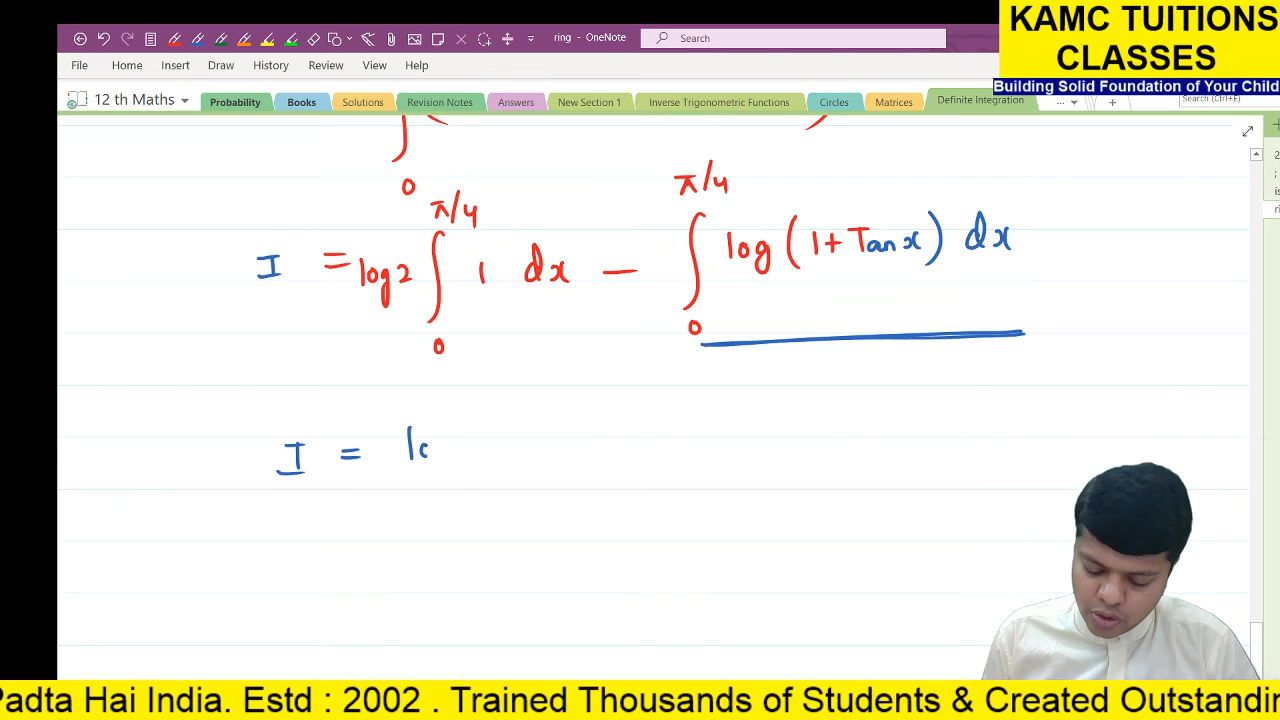 KAMC TUITIONS
CLASSES
Building Solid Foundation of Your Child
ring - OneNote
Search
File Home Insert Draw History Review View Help
12 th Maths Probability Books Solutions Revision Notes Answers New Section 1 Inverse Trigonometric Functions Circles Matrices Definite Integration ... + Search (Ctrl+E)
∫ 0
I = log2 ∫ 0 π/4 1 dx − ∫ 0 π/4 log (1 + Tan x) dx
I =
Padta Hai India. Estd : 2002 . Trained Thousands of Students & Created Outstandin